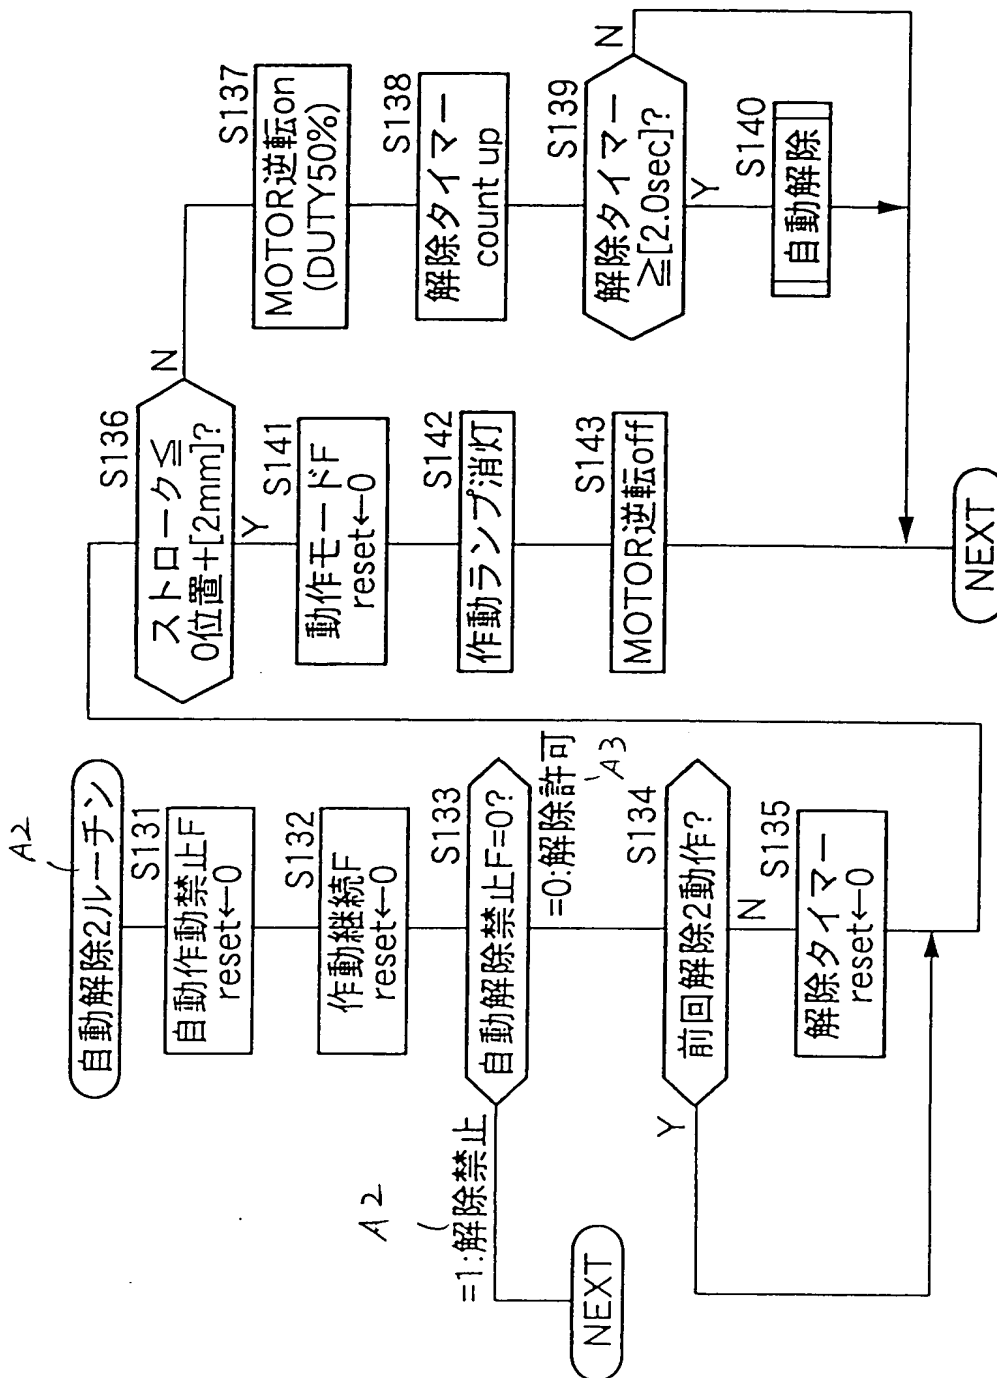 A2
自動解除2ルーチン
S131
自動作動禁止F
reset←0
S132
作動継続F
reset←0
S133
自動解除禁止F=0?
=1:解除禁止
A2
NEXT
=0:解除許可
A3
S134
前回解除2動作?
Y
N
S135
解除タイマー
reset←0
S136
ストローク≦
0位置+[2mm]?
N
Y
S137
MOTOR逆転on
(DUTY50%)
S138
解除タイマー
count up
S139
解除タイマー
≧[2.0sec]?
N
Y
S140
自動解除
S141
動作モードF
reset←0
S142
作動ランプ消灯
S143
MOTOR逆転off
NEXT